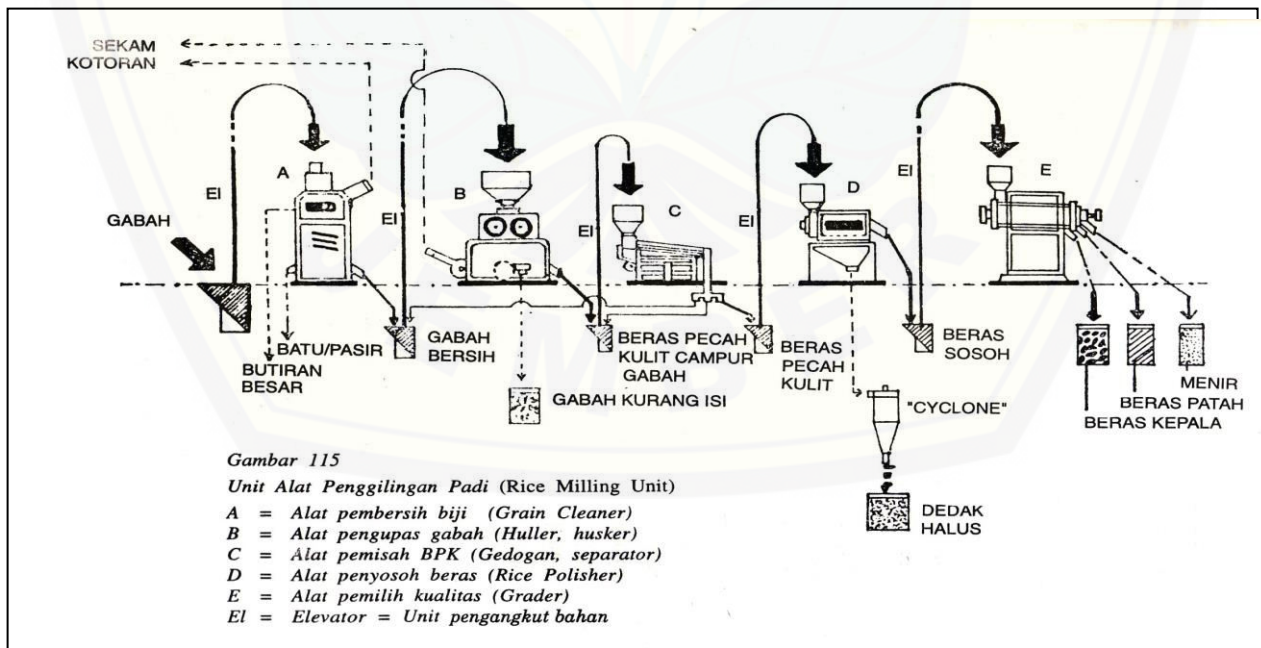 SEKAM
KOTORAN
A
B
C
D
E
El
El
El
El
El
GABAH
BATU/PASIR
BUTIRAN
BESAR
GABAH
BERSIH
GABAH KURANG ISI
BERAS PECAH
KULIT CAMPUR
GABAH
BERAS
PECAH
KULIT
BERAS
SOSOH
"CYCLONE"
DEDAK
HALUS
MENIR
BERAS PATAH
BERAS KEPALA
Gambar 115
Unit Alat Penggilingan Padi (Rice Milling Unit)
A = Alat pembersih biji (Grain Cleaner)
B = Alat pengupas gabah (Huller, husker)
C = Alat pemisah BPK (Gedogan, separator)
D = Alat penyosoh beras (Rice Polisher)
E = Alat pemilih kualitas (Grader)
El = Elevator = Unit pengangkut bahan